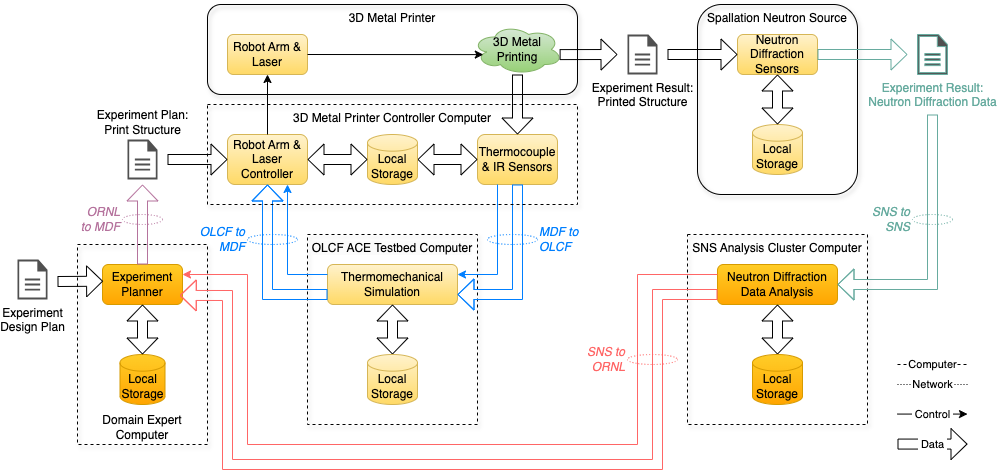 3D Metal Printer
Robot Arm &
Laser
3D Metal
Printing
Experiment Result:
Printed Structure
Spallation Neutron Source
Neutron
Diffraction
Sensors
Local
Storage
Experiment Result:
Neutron Diffraction Data
3D Metal Printer Controller Computer
Experiment Plan:
Print Structure
Robot Arm &
Laser
Controller
Local
Storage
Thermocouple
& IR Sensors
ORNL
to MDF
OLCF to
MDF
MDF to
OLCF
SNS to
SNS
OLCF ACE Testbed Computer
SNS Analysis Cluster Computer
Experiment
Design Plan
Experiment
Planner
Thermomechanical
Simulation
Neutron Diffraction
Data Analysis
Local
Storage
Domain Expert
Computer
Local
Storage
SNS to
ORNL
Local
Storage
Computer
Network
Control
Data